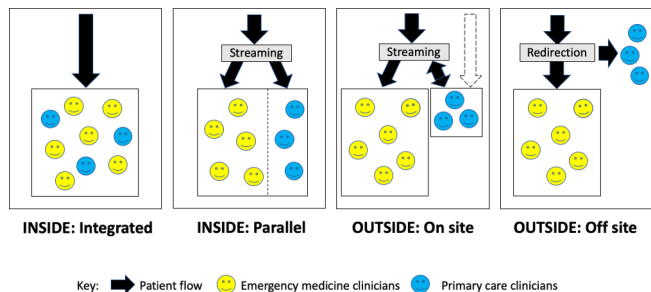 Streaming
Streaming
Redirection
INSIDE: Integrated
INSIDE: Parallel
OUTSIDE: On site
OUTSIDE: Off site
Key: Patient flow Emergency medicine clinicians Primary care clinicians